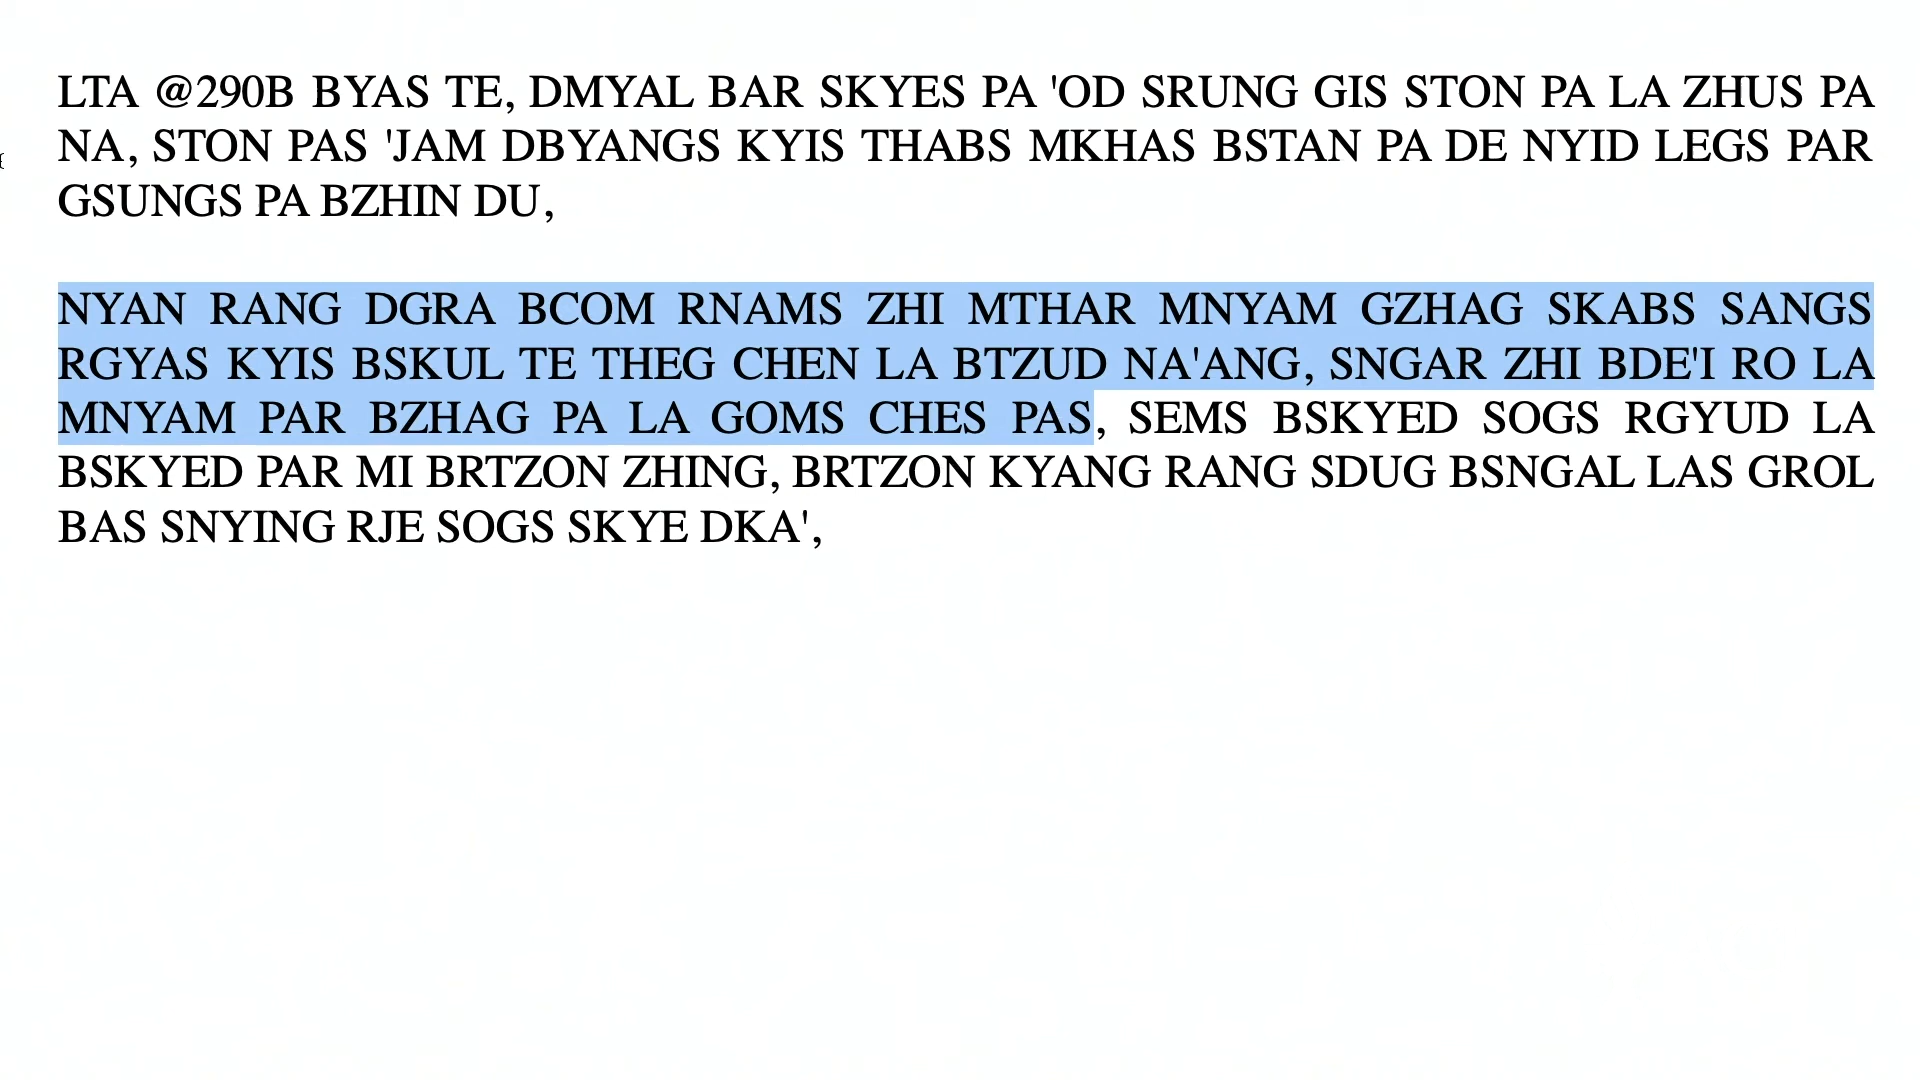 LTA @290B BYAS TE, DMYAL BAR SKYES PA 'OD SRUNG GIS STON PA LA ZHUS PA
NA, STON PAS 'JAM DBYANGS KYIS THABS MKHAS BSTAN PA DE NYID LEGS PAR
GSUNGS PA BZHIN DU,
NYAN RANG DGRA BCOM RNAMS ZHI MTHAR MNYAM GZHAG SKABS SANGS
RGYAS KYIS BSKUL TE THEG CHEN LA BTZUD NA'ANG, SNGAR ZHI BDE'I RO LA
MNYAM PAR BZHAG PA LA GOMS CHES PAS, SEMS BSKYED SOGS RGYUD LA
BSKYED PAR MI BRTZON ZHING, BRTZON KYANG RANG SDUG BSNGAL LAS GROL
BAS SNYING RJE SOGS SKYE DKA',